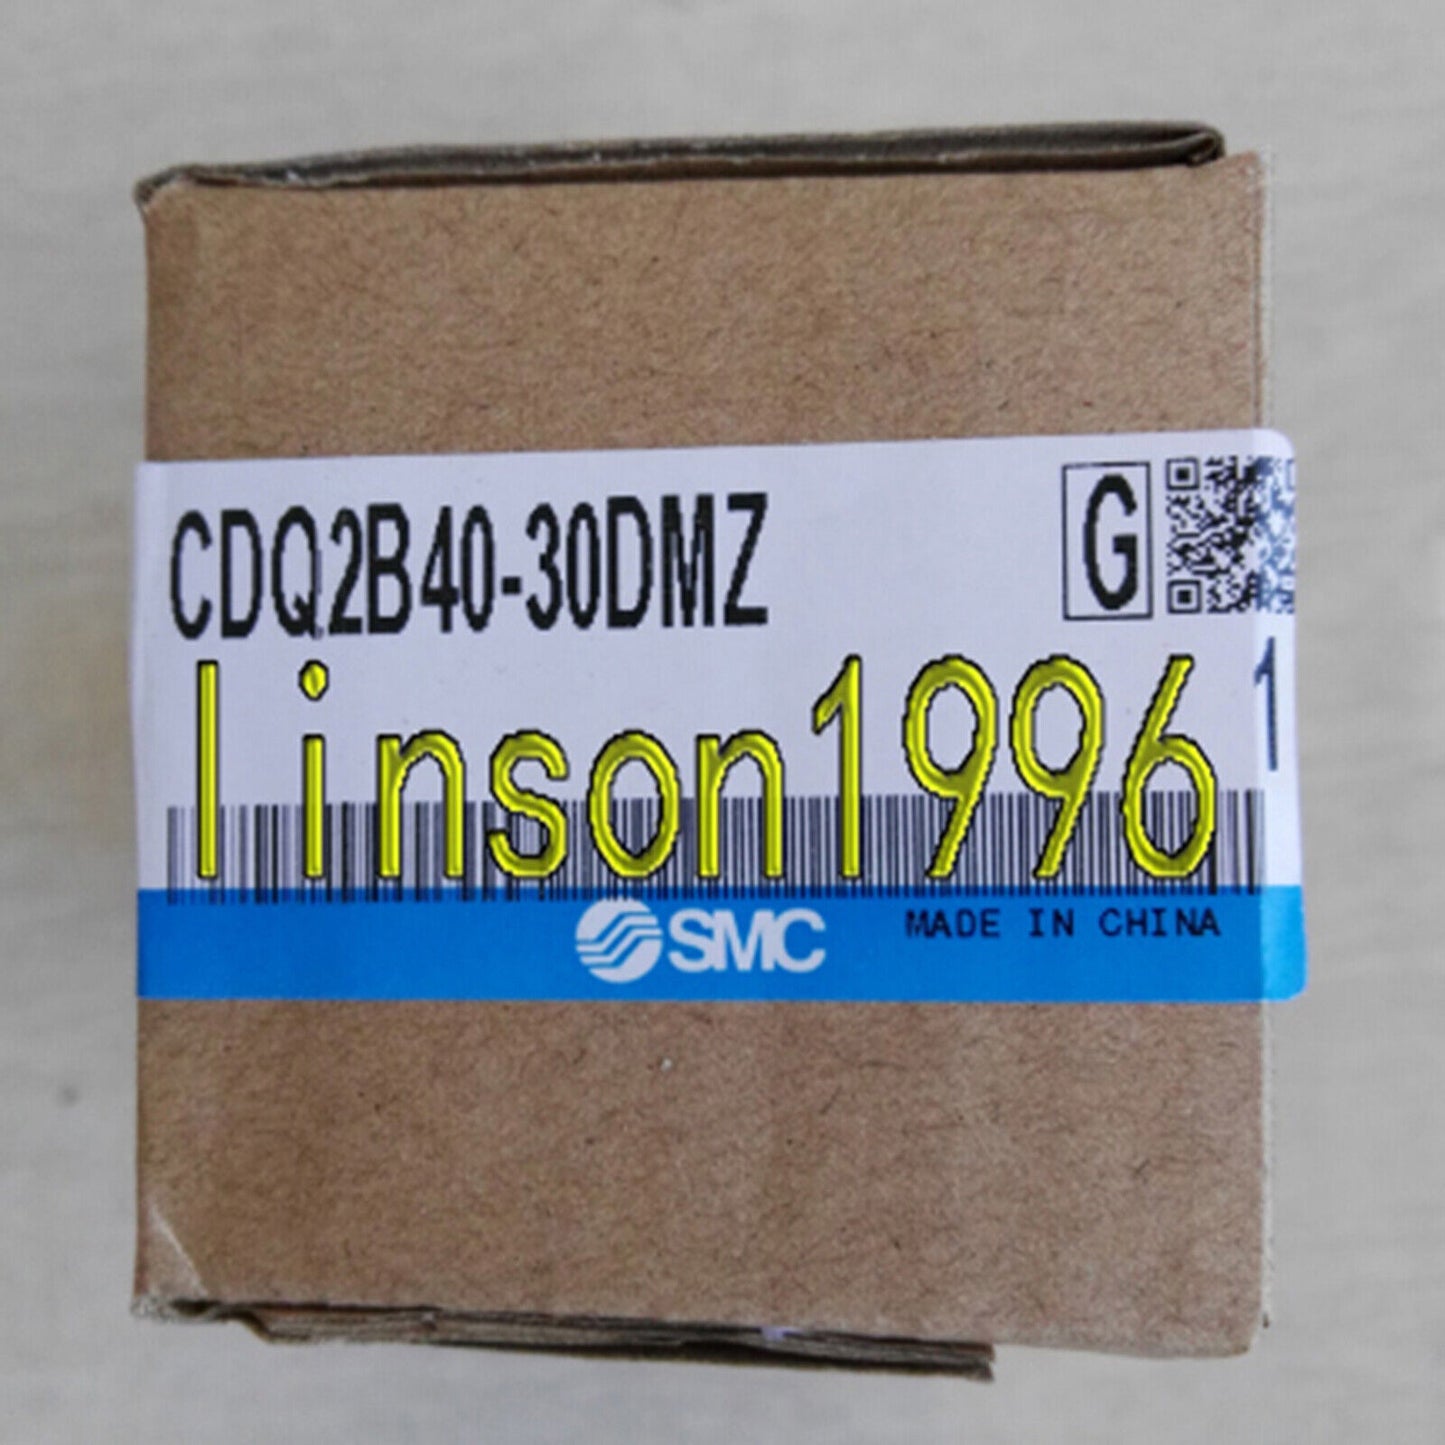 CDQ2B40-30DMZ
G
1
linson1996
SMC
MADE IN CHINA